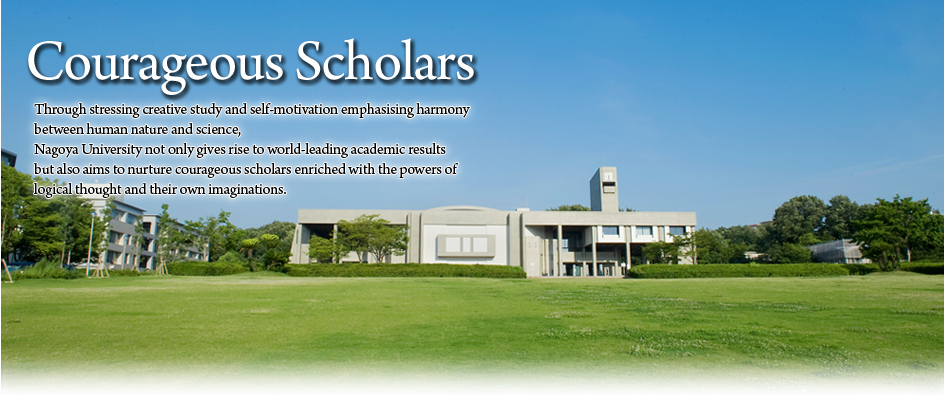 Courageous Scholars
Through stressing creative study and self-motivation emphasising harmony
between human nature and science,
Nagoya University not only gives rise to world-leading academic results
but also aims to nurture courageous scholars enriched with the powers of
logical thought and their own imaginations.